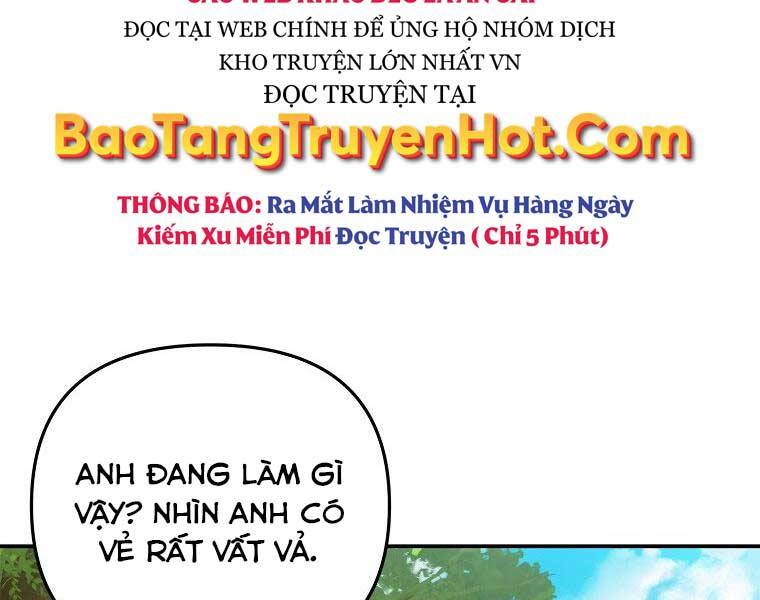 ĐỌC TẠI WEB CHÍNH ĐỂ ỦNG HỘ NHÓM DỊCH
KHO TRUYỆN LỚN NHẤT VN
ĐỌC TRUYỆN TẠI
BaoTangTruyenHot.Com
THÔNG BÁO: Ra Mắt Làm Nhiệm Vụ Hàng Ngày
Kiếm Xu Miễn Phí Đọc Truyện ( Chỉ 5 Phút)
ANH ĐANG LÀM GÌ
VẬY? NHÌN ANH CÓ
VẺ RẤT VẤT VẢ.